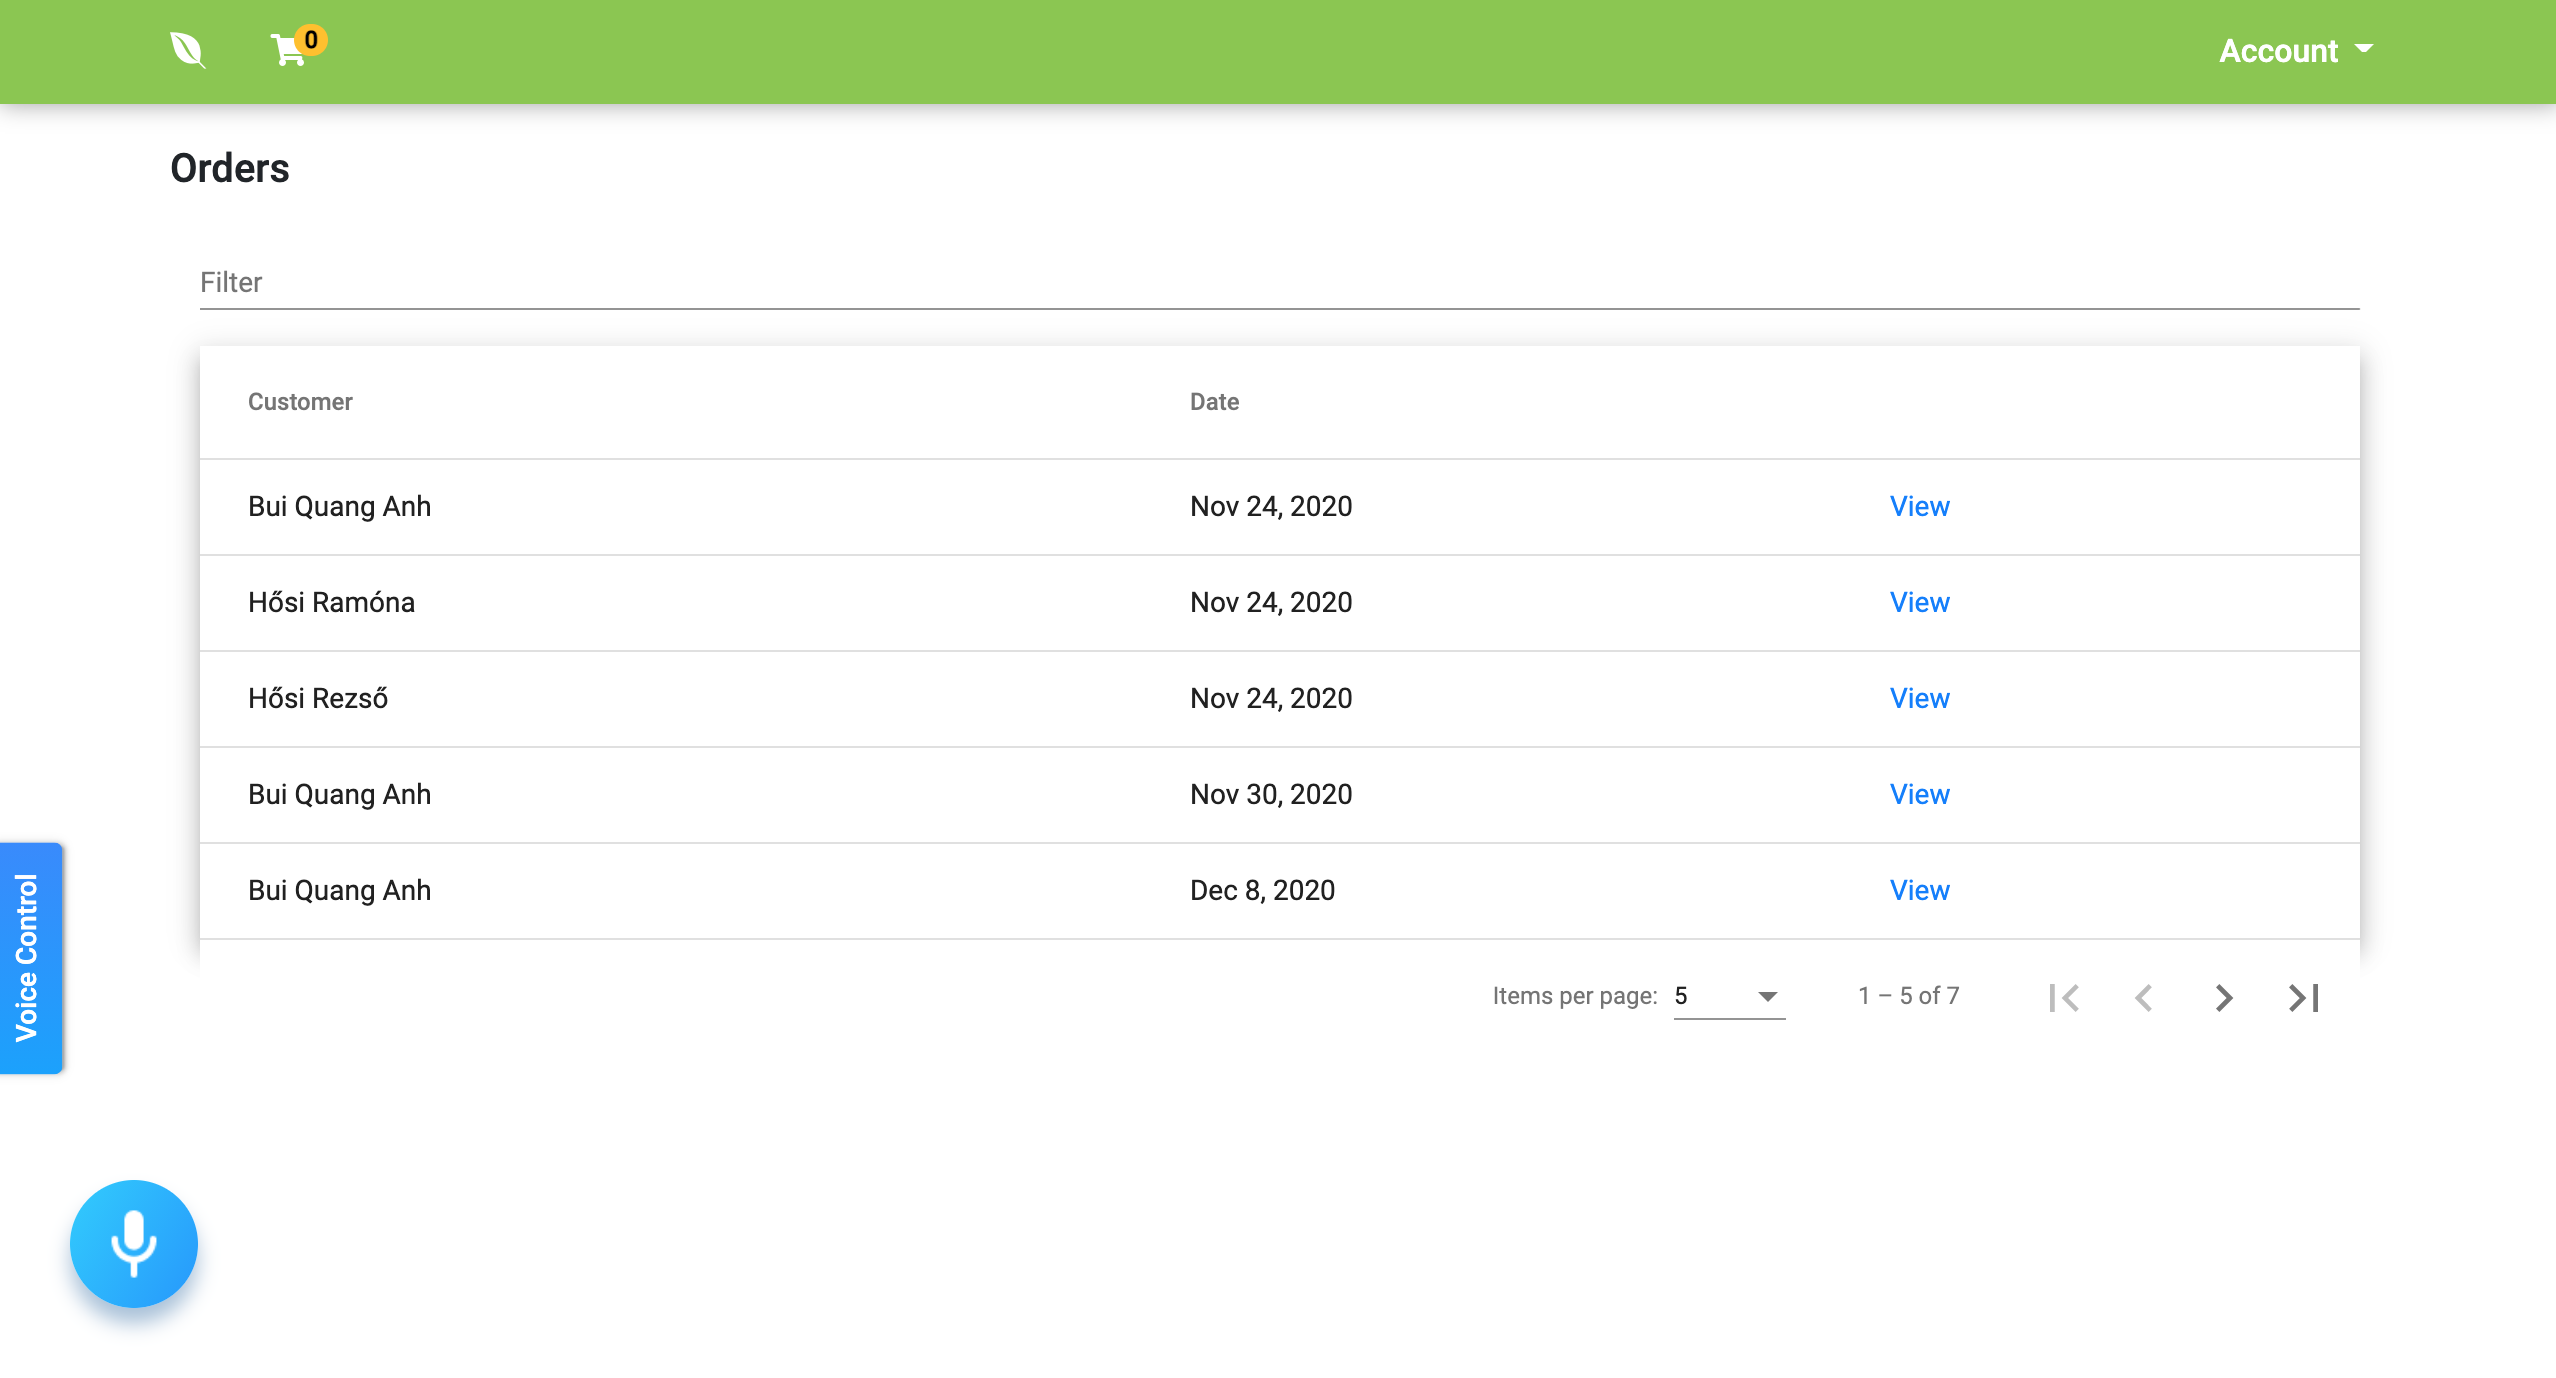 0
Account
Orders
Filter
Customer Date
Bui Quang Anh Nov 24, 2020 View
Hősi Ramóna Nov 24, 2020 View
Hősi Rezső Nov 24, 2020 View
Bui Quang Anh Nov 30, 2020 View
Bui Quang Anh Dec 8, 2020 View
Items per page: 5 1 – 5 of 7
Voice Control